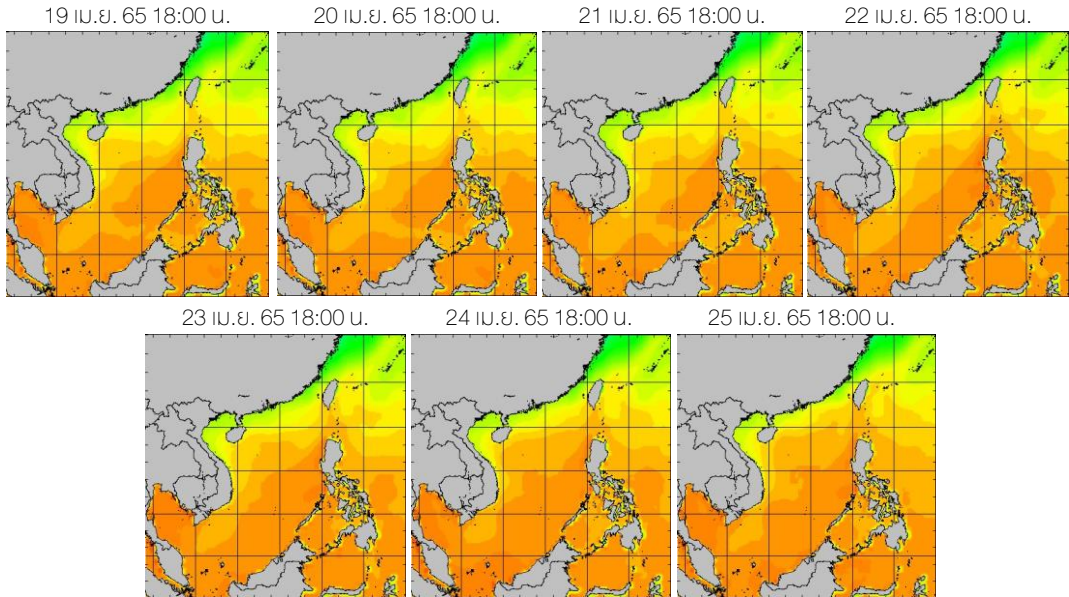 19 เม.ย. 65 18:00 น.
20 เม.ย. 65 18:00 น.
21 เม.ย. 65 18:00 น.
22 เม.ย. 65 18:00 น.
23 เม.ย. 65 18:00 น.
24 เม.ย. 65 18:00 น.
25 เม.ย. 65 18:00 น.